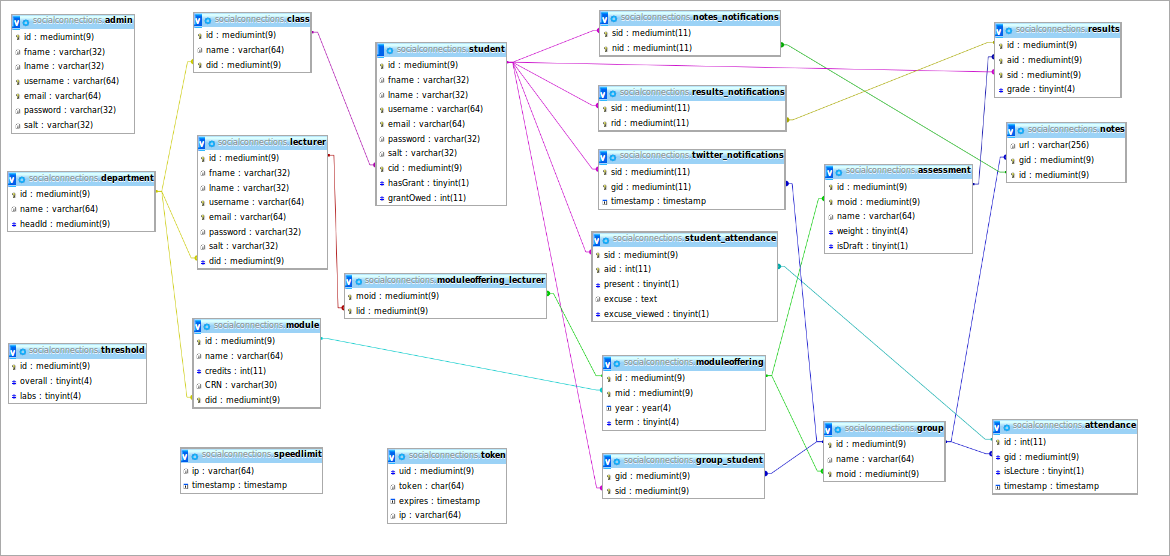 socialconnections.admin
id : mediumint(9)
fname : varchar(32)
lname : varchar(32)
username : varchar(64)
email : varchar(64)
password : varchar(32)
salt : varchar(32)
socialconnections.class
id : mediumint(9)
name : varchar(64)
did : mediumint(9)
socialconnections.student
id : mediumint(9)
fname : varchar(32)
lname : varchar(32)
username : varchar(64)
email : varchar(64)
password : varchar(32)
salt : varchar(32)
cid : mediumint(9)
hasGrant : tinyint(1)
grantOwed : int(11)
socialconnections.notes_notifications
sid : mediumint(11)
nid : mediumint(11)
socialconnections.results
id : mediumint(9)
aid : mediumint(9)
sid : mediumint(9)
grade : tinyint(4)
socialconnections.results_notifications
sid : mediumint(11)
rid : mediumint(11)
socialconnections.notes
url : varchar(256)
gid : mediumint(9)
id : mediumint(9)
socialconnections.lecturer
id : mediumint(9)
fname : varchar(32)
lname : varchar(32)
username : varchar(64)
email : varchar(64)
password : varchar(32)
salt : varchar(32)
did : mediumint(9)
socialconnections.twitter_notifications
sid : mediumint(11)
gid : mediumint(11)
timestamp : timestamp
socialconnections.assessment
id : mediumint(9)
moid : mediumint(9)
name : varchar(64)
weight : tinyint(4)
isDraft : tinyint(1)
socialconnections.department
id : mediumint(9)
name : varchar(64)
headId : mediumint(9)
socialconnections.student_attendance
sid : mediumint(9)
aid : int(11)
present : tinyint(1)
excuse : text
excuse_viewed : tinyint(1)
socialconnections.moduleoffering_lecturer
moid : mediumint(9)
lid : mediumint(9)
socialconnections.module
id : mediumint(9)
name : varchar(64)
credits : int(11)
CRN : varchar(30)
did : mediumint(9)
socialconnections.threshold
id : mediumint(9)
overall : tinyint(4)
labs : tinyint(4)
socialconnections.moduleoffering
id : mediumint(9)
mid : mediumint(9)
year : year(4)
term : tinyint(4)
socialconnections.group
id : mediumint(9)
name : varchar(64)
moid : mediumint(9)
socialconnections.attendance
id : int(11)
gid : mediumint(9)
isLecture : tinyint(1)
timestamp : timestamp
socialconnections.speedlimit
ip : varchar(64)
timestamp : timestamp
socialconnections.token
uid : mediumint(9)
token : char(64)
expires : timestamp
ip : varchar(64)
socialconnections.group_student
gid : mediumint(9)
sid : mediumint(9)